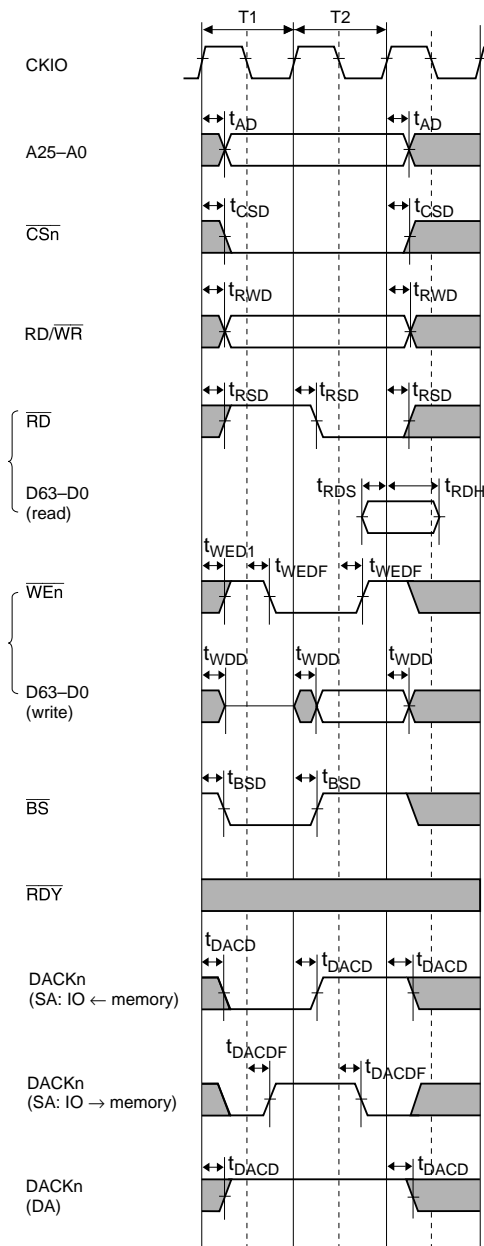 T1 T2
CKIO
tAD tAD
A25–A0
tCSD tCSD
CSn
tRWD tRWD
RD/WR
tRSD tRSD tRSD
RD
D63–D0
(read)
tRDS tRDH
tWED1 tWEDF tWEDF
WEn
tWDD tWDD tWDD
D63–D0
(write)
tBSD tBSD
BS
RDY
tDACD tDACD tDACD
DACKn
(SA: IO ← memory)
tDACDF tDACDF
DACKn
(SA: IO → memory)
tDACD tDACD
DACKn
(DA)